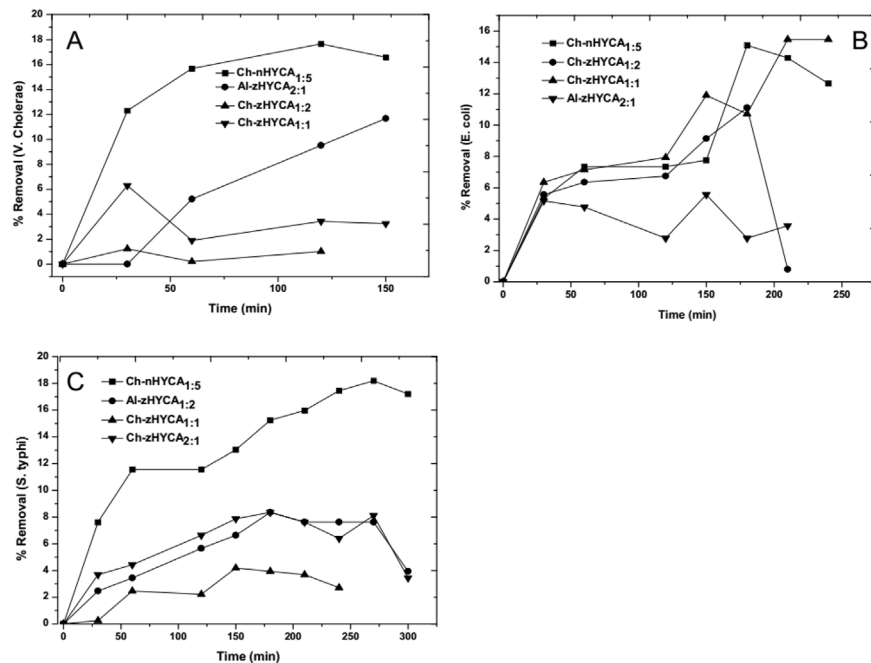 A
% Removal (V. Cholerae)
20
18
16
14
12
10
8
6
4
2
0
Ch-nHYCA1:5
Al-zHYCA2:1
Ch-zHYCA1:2
Ch-zHYCA1:1
0 50 100 150
Time (min)
B
% Removal (E. coli)
16
14
12
10
8
6
4
2
0
Ch-nHYCA1:5
Ch-zHYCA1:2
Ch-zHYCA1:1
Al-zHYCA2:1
0 50 100 150 200 250
Time (min)
C
% Removal (S. typhi)
20
18
16
14
12
10
8
6
4
2
0
Ch-nHYCA1:5
Al-zHYCA1:2
Ch-zHYCA1:1
Ch-zHYCA2:1
0 50 100 150 200 250 300
Time (min)